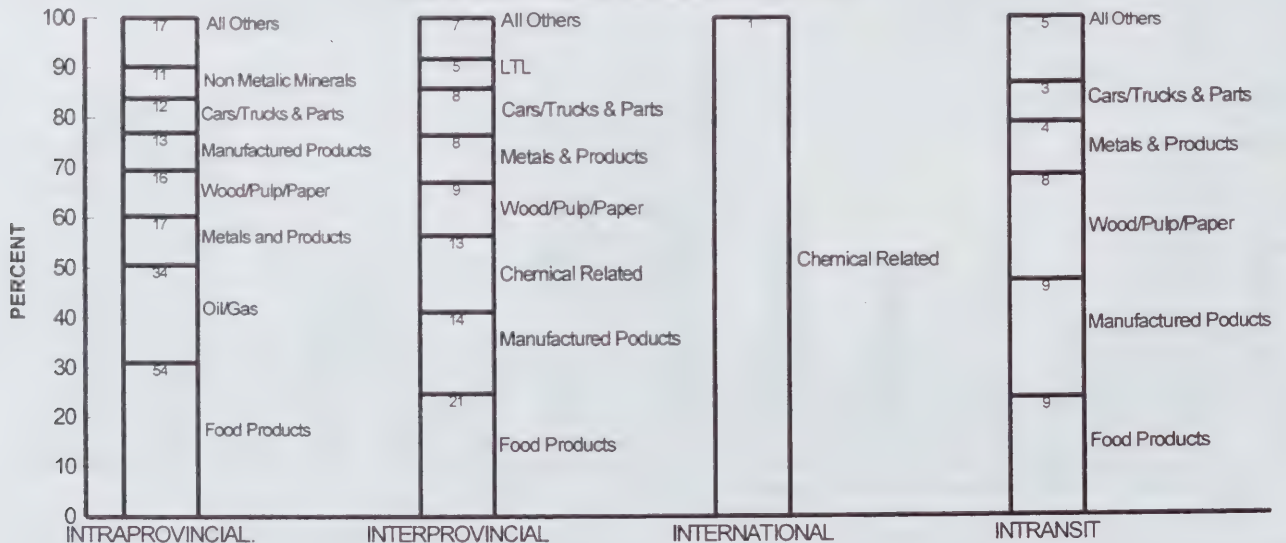 PERCENT
100
90
80
70
60
50
40
30
20
10
0
17 All Others
11 Non Metalic Minerals
12 Cars/Trucks & Parts
13 Manufactured Products
16 Wood/Pulp/Paper
17 Metals and Products
34 Oil/Gas
54 Food Products
INTRAPROVINCIAL.
7 All Others
5 LTL
8 Cars/Trucks & Parts
8 Metals & Products
9 Wood/Pulp/Paper
13 Chemical Related
14 Manufactured Poducts
21 Food Products
INTERPROVINCIAL
1 Chemical Related
INTERNATIONAL
5 All Others
3 Cars/Trucks & Parts
4 Metals & Products
8 Wood/Pulp/Paper
9 Manufactured Poducts
9 Food Products
INTRANSIT